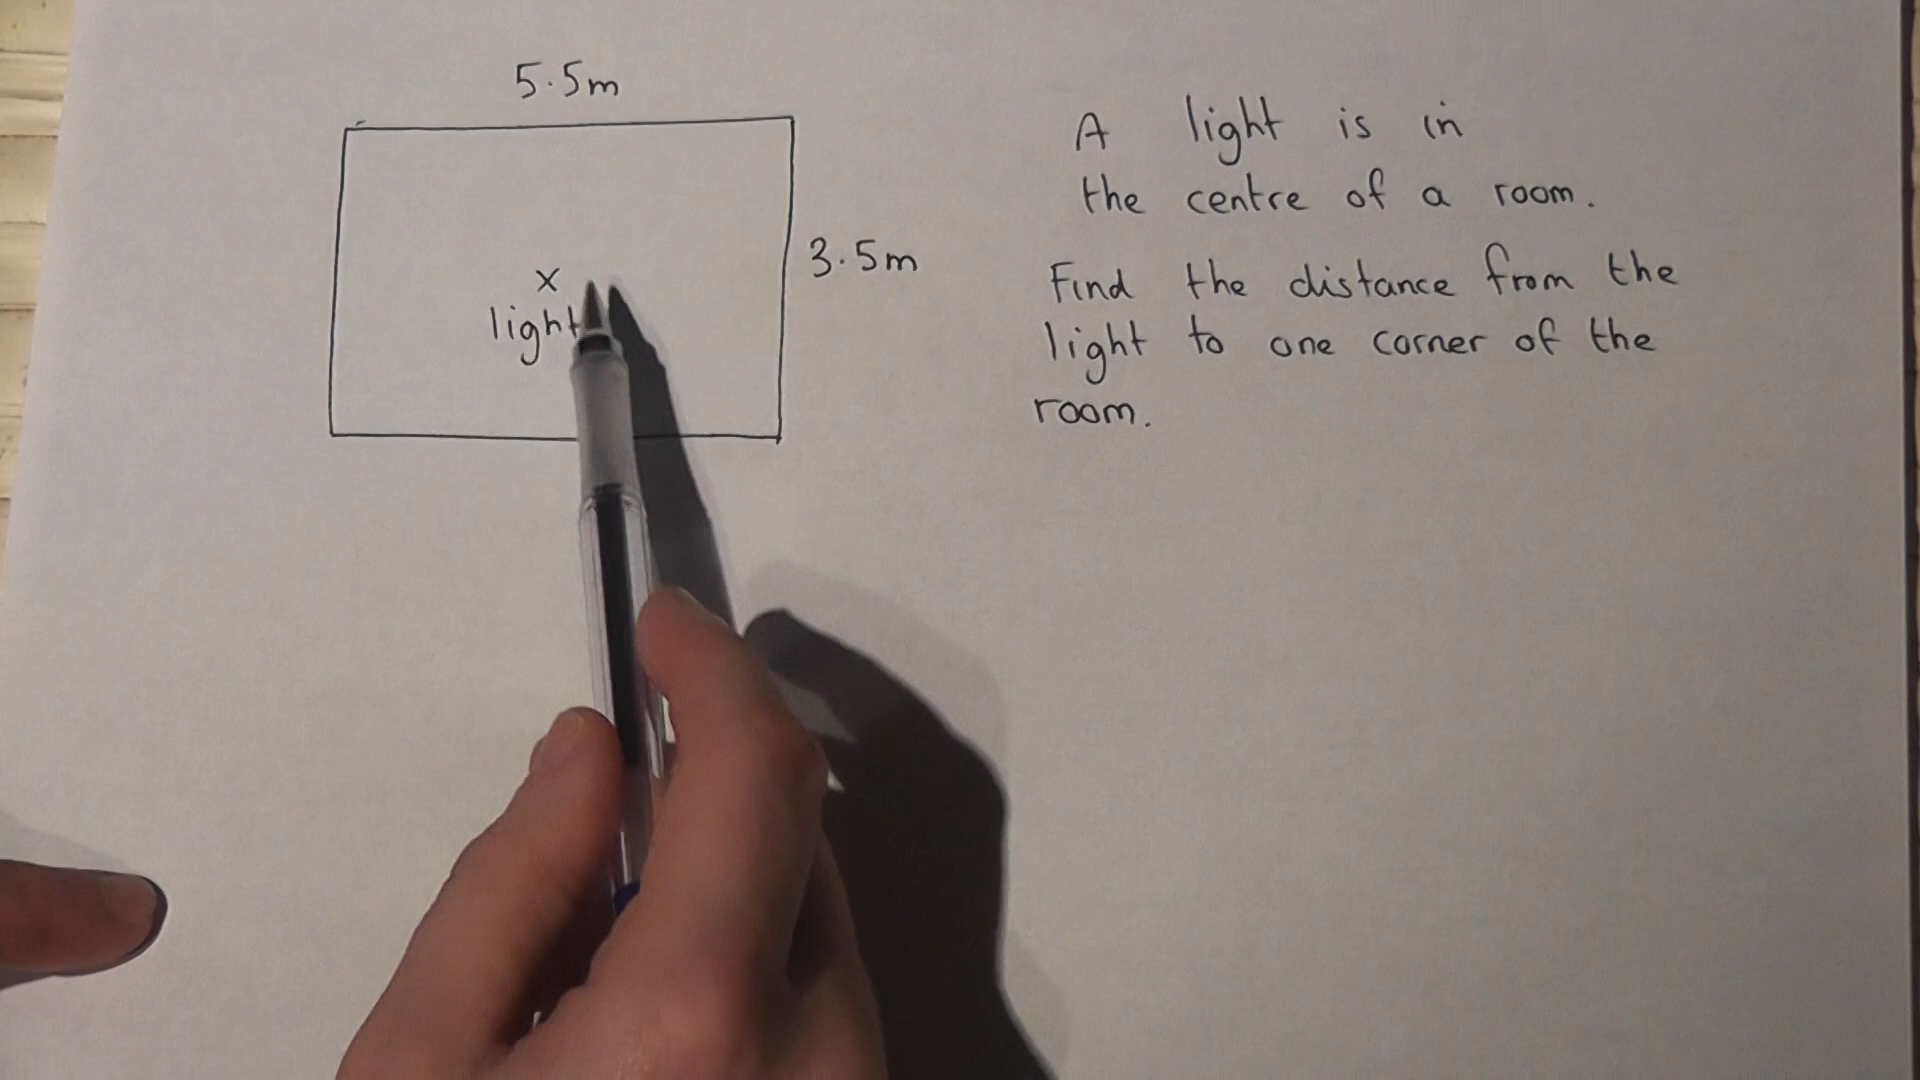 5.5m
3.5m
x
light
A light is in
the centre of a room.
Find the distance from the
light to one corner of the
room.